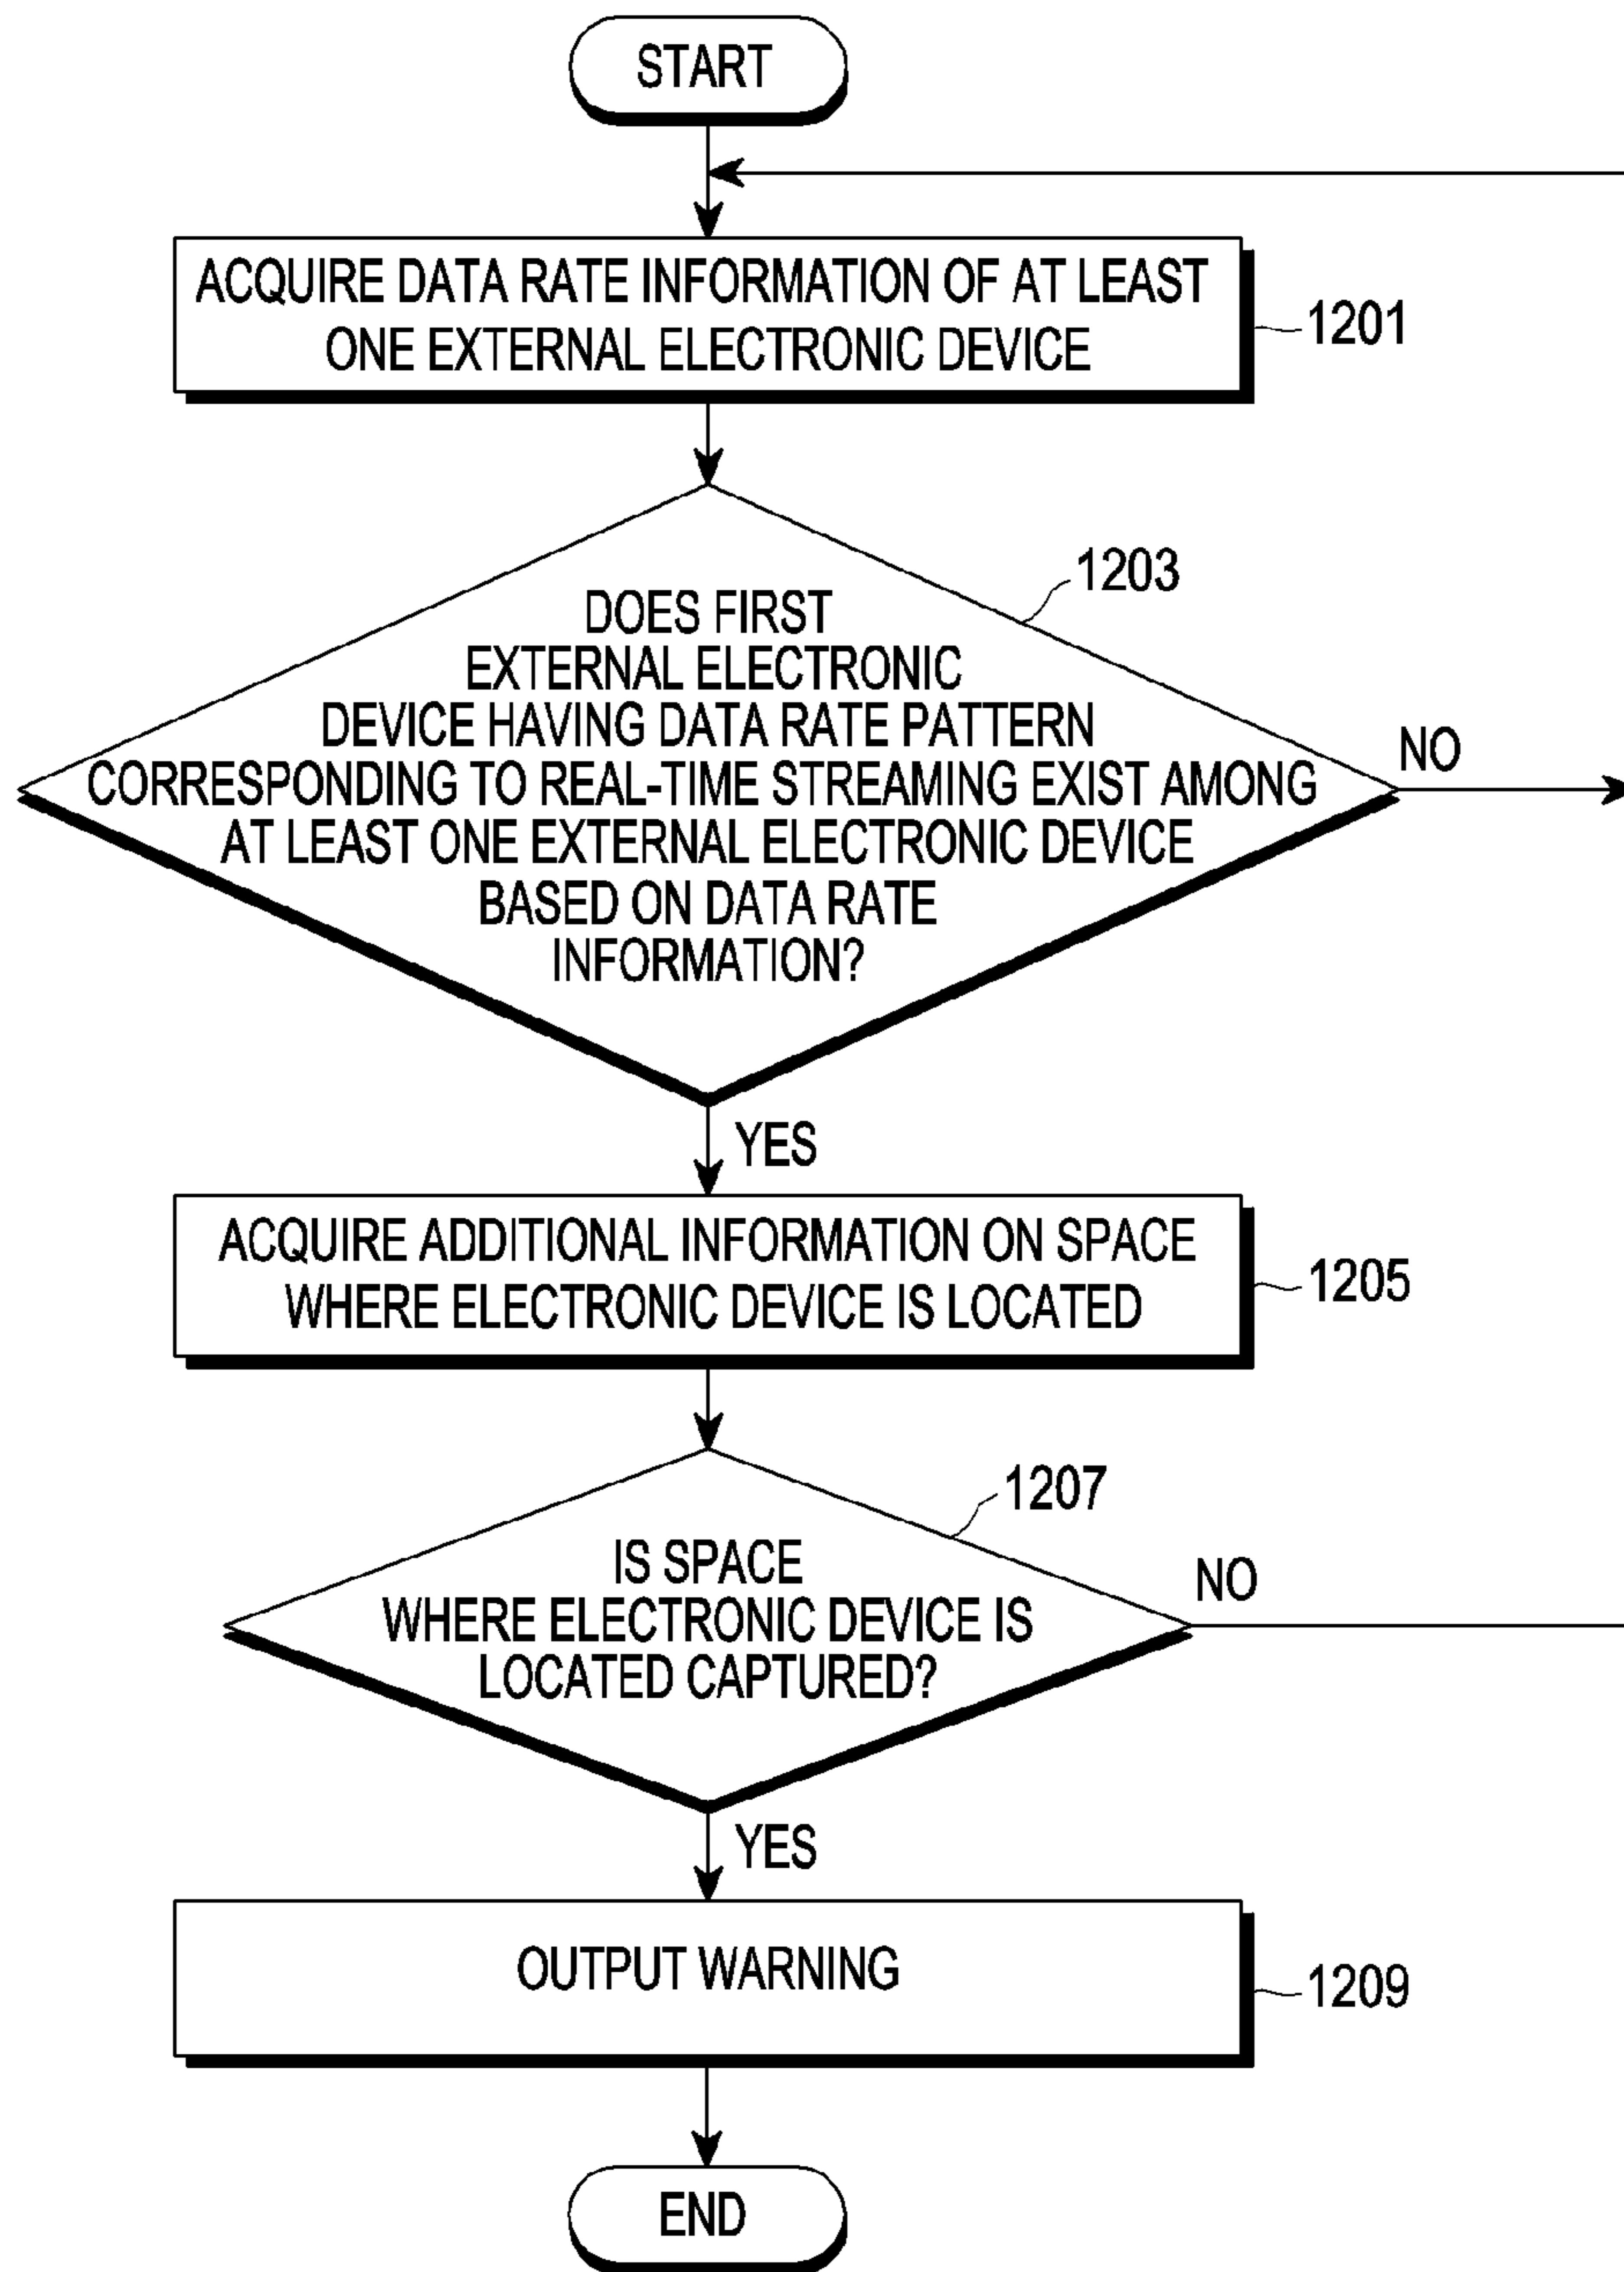 START
ACQUIRE DATA RATE INFORMATION OF AT LEAST
ONE EXTERNAL ELECTRONIC DEVICE
1201
1203
DOES FIRST
EXTERNAL ELECTRONIC
DEVICE HAVING DATA RATE PATTERN
CORRESPONDING TO REAL-TIME STREAMING EXIST AMONG
AT LEAST ONE EXTERNAL ELECTRONIC DEVICE
BASED ON DATA RATE
INFORMATION?
NO
YES
ACQUIRE ADDITIONAL INFORMATION ON SPACE
WHERE ELECTRONIC DEVICE IS LOCATED
1205
1207
IS SPACE
WHERE ELECTRONIC DEVICE IS
LOCATED CAPTURED?
NO
YES
OUTPUT WARNING
1209
END